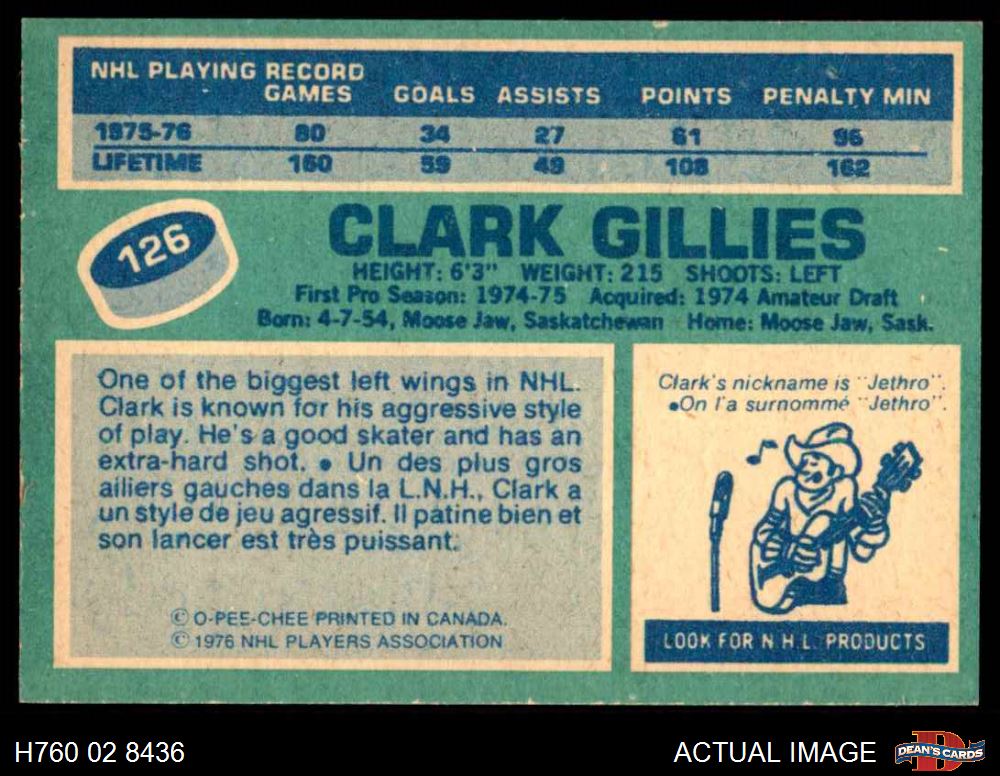 NHL PLAYING RECORD
GAMES GOALS ASSISTS POINTS PENALTY MIN
1975-76 80 34 27 61 96
LIFETIME 160 59 49 108 162
126
CLARK GILLIES
HEIGHT: 6'3" WEIGHT: 215 SHOOTS: LEFT
First Pro Season: 1974-75 Acquired: 1974 Amateur Draft
Born: 4-7-54, Moose Jaw, Saskatchewan Home: Moose Jaw, Sask.
One of the biggest left wings in NHL.
Clark is known for his aggressive style
of play. He's a good skater and has an
extra-hard shot. • Un des plus gros
ailiers gauches dans la L.N.H., Clark a
un style de jeu agressif. Il patine bien et
son lancer est très puissant.
© O-PEE-CHEE PRINTED IN CANADA.
© 1976 NHL PLAYERS ASSOCIATION
Clark's nickname is "Jethro".
•On l'a surnommé "Jethro".
LOOK FOR N.H.L. PRODUCTS
H760 02 8436
ACTUAL IMAGE
D
DEAN'S CARDS